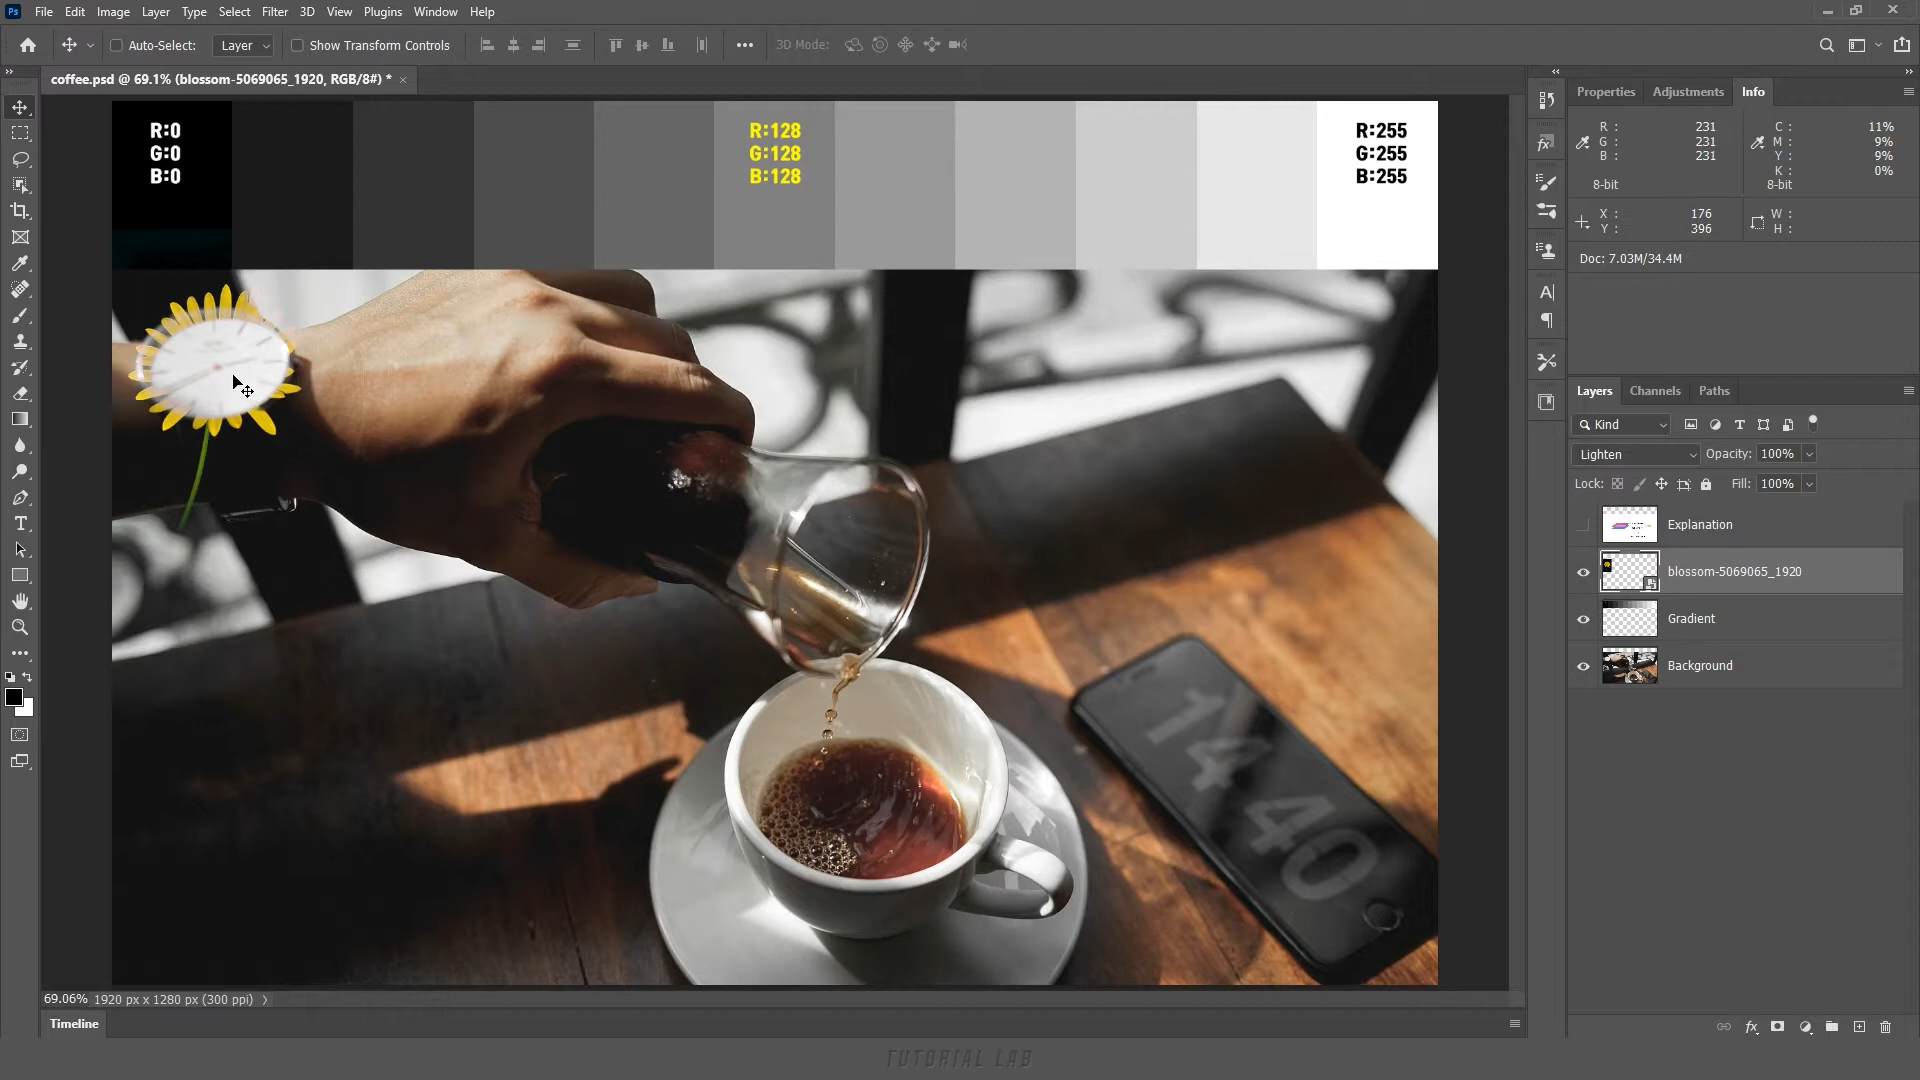 Ps File Edit Image Layer Type Select Filter 3D View Plugins Window Help
Auto-Select: Layer Show Transform Controls 3D Mode:
coffee.psd @ 69.1% (blossom-5069065_1920, RGB/8#) *
R:0
G:0
B:0
R:128
G:128
B:128
R:255
G:255
B:255
14
40
69.06% 1920 px x 1280 px (300 ppi)
Timeline
Properties Adjustments Info
R : 231 C : 11%
G : 231 M : 9%
B : 231 Y : 9%
K : 0%
8-bit 8-bit
X : 176 W :
Y : 396 H :
Doc: 7.03M/34.4M
Layers Channels Paths
Kind
Lighten Opacity: 100%
Lock: Fill: 100%
Explanation
blossom-5069065_1920
Gradient
Background
TUTORIAL LAB